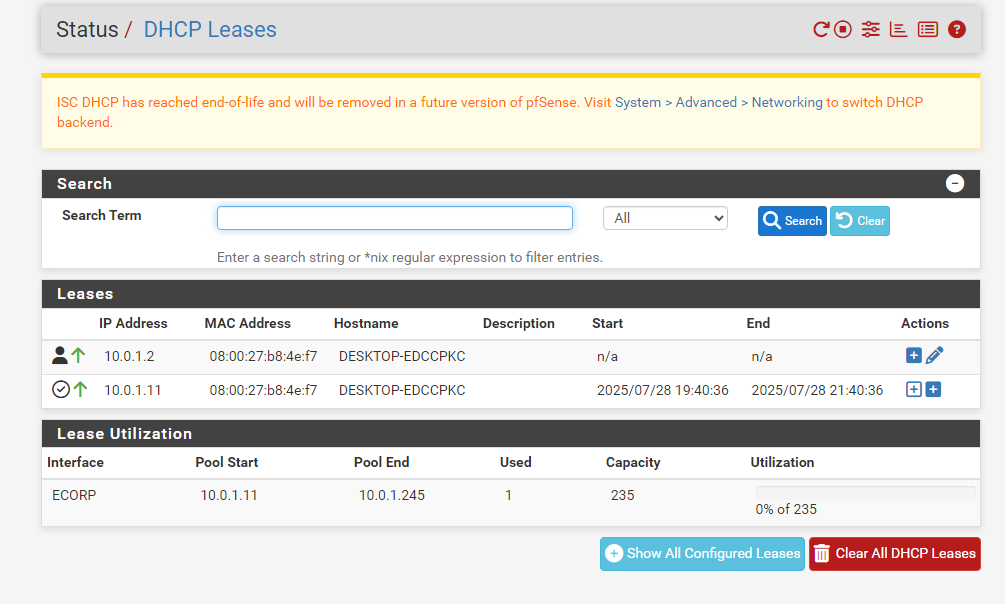 Status / DHCP Leases
ISC DHCP has reached end-of-life and will be removed in a future version of pfSense. Visit System > Advanced > Networking to switch DHCP
backend.
Search
Search Term All Search Clear
Enter a search string or *nix regular expression to filter entries.
Leases
IP Address MAC Address Hostname Description Start End Actions
10.0.1.2 08:00:27:b8:4e:f7 DESKTOP-EDCCPKC n/a n/a
10.0.1.11 08:00:27:b8:4e:f7 DESKTOP-EDCCPKC 2025/07/28 19:40:36 2025/07/28 21:40:36
Lease Utilization
Interface Pool Start Pool End Used Capacity Utilization
ECORP 10.0.1.11 10.0.1.245 1 235
0% of 235
Show All Configured Leases Clear All DHCP Leases